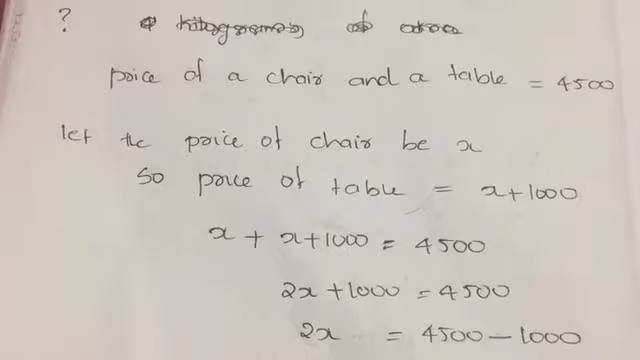 ?
price of a chair and a table = 4500
let the price of chair be x
so price of table = x+1000
x + x+1000 = 4500
2x+1000 = 4500
2x = 4500-1000